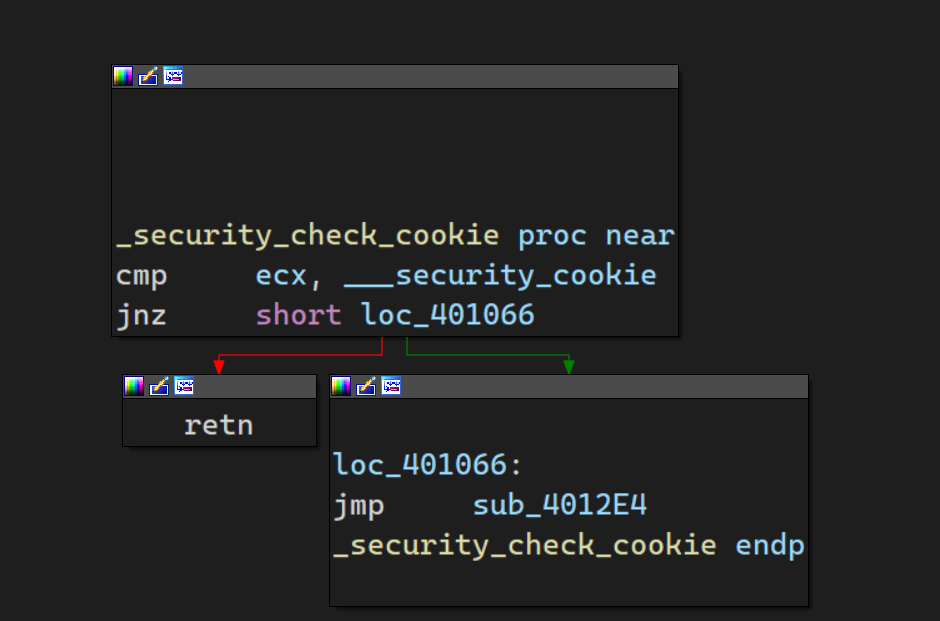 _security_check_cookie proc near
cmp ecx, ___security_cookie
jnz short loc_401066
retn
loc_401066:
jmp sub_4012E4
_security_check_cookie endp